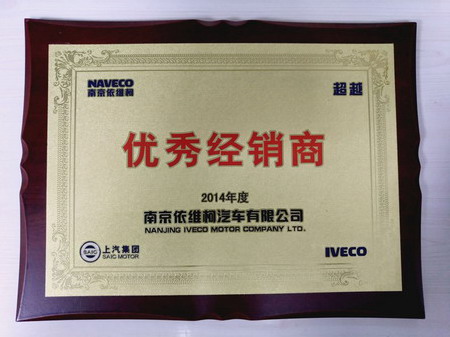 NAVECO
南京依维柯
超越
优秀经销商
2014年度
南京依维柯汽车有限公司
NANJING IVECO MOTOR COMPANY LTD.
SAIC
上汽集团
SAIC MOTOR
IVECO